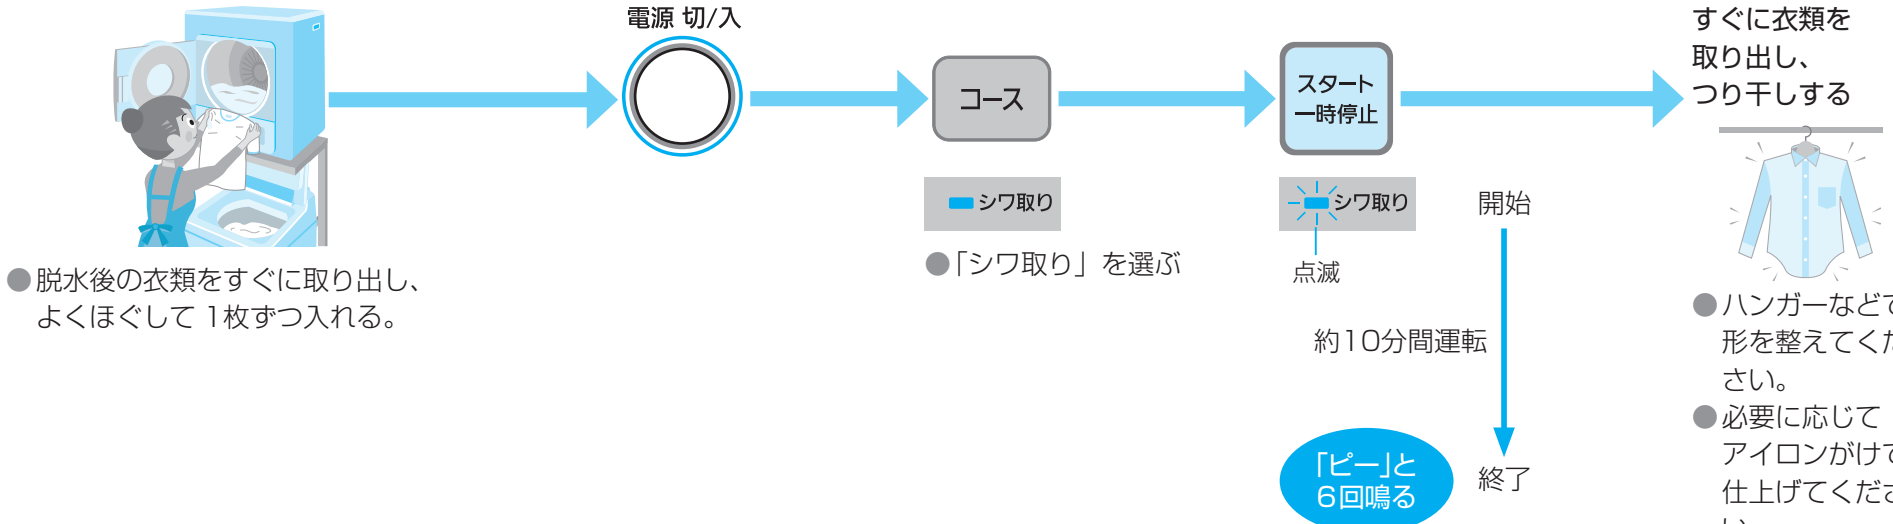 ●脱水後の衣類をすぐに取り出し、
よくほぐして 1枚ずつ入れる。
電源 切/入
コース
シワ取り
●「シワ取り」を選ぶ
スタート
一時停止
シワ取り
点滅
開始
約10分間運転
「ピー」と
6回鳴る
終了
すぐに衣類を
取り出し、
つり干しする
●ハンガーなどで
形を整えてくだ
さい。
●必要に応じて
アイロンがけで
仕上げてくださ